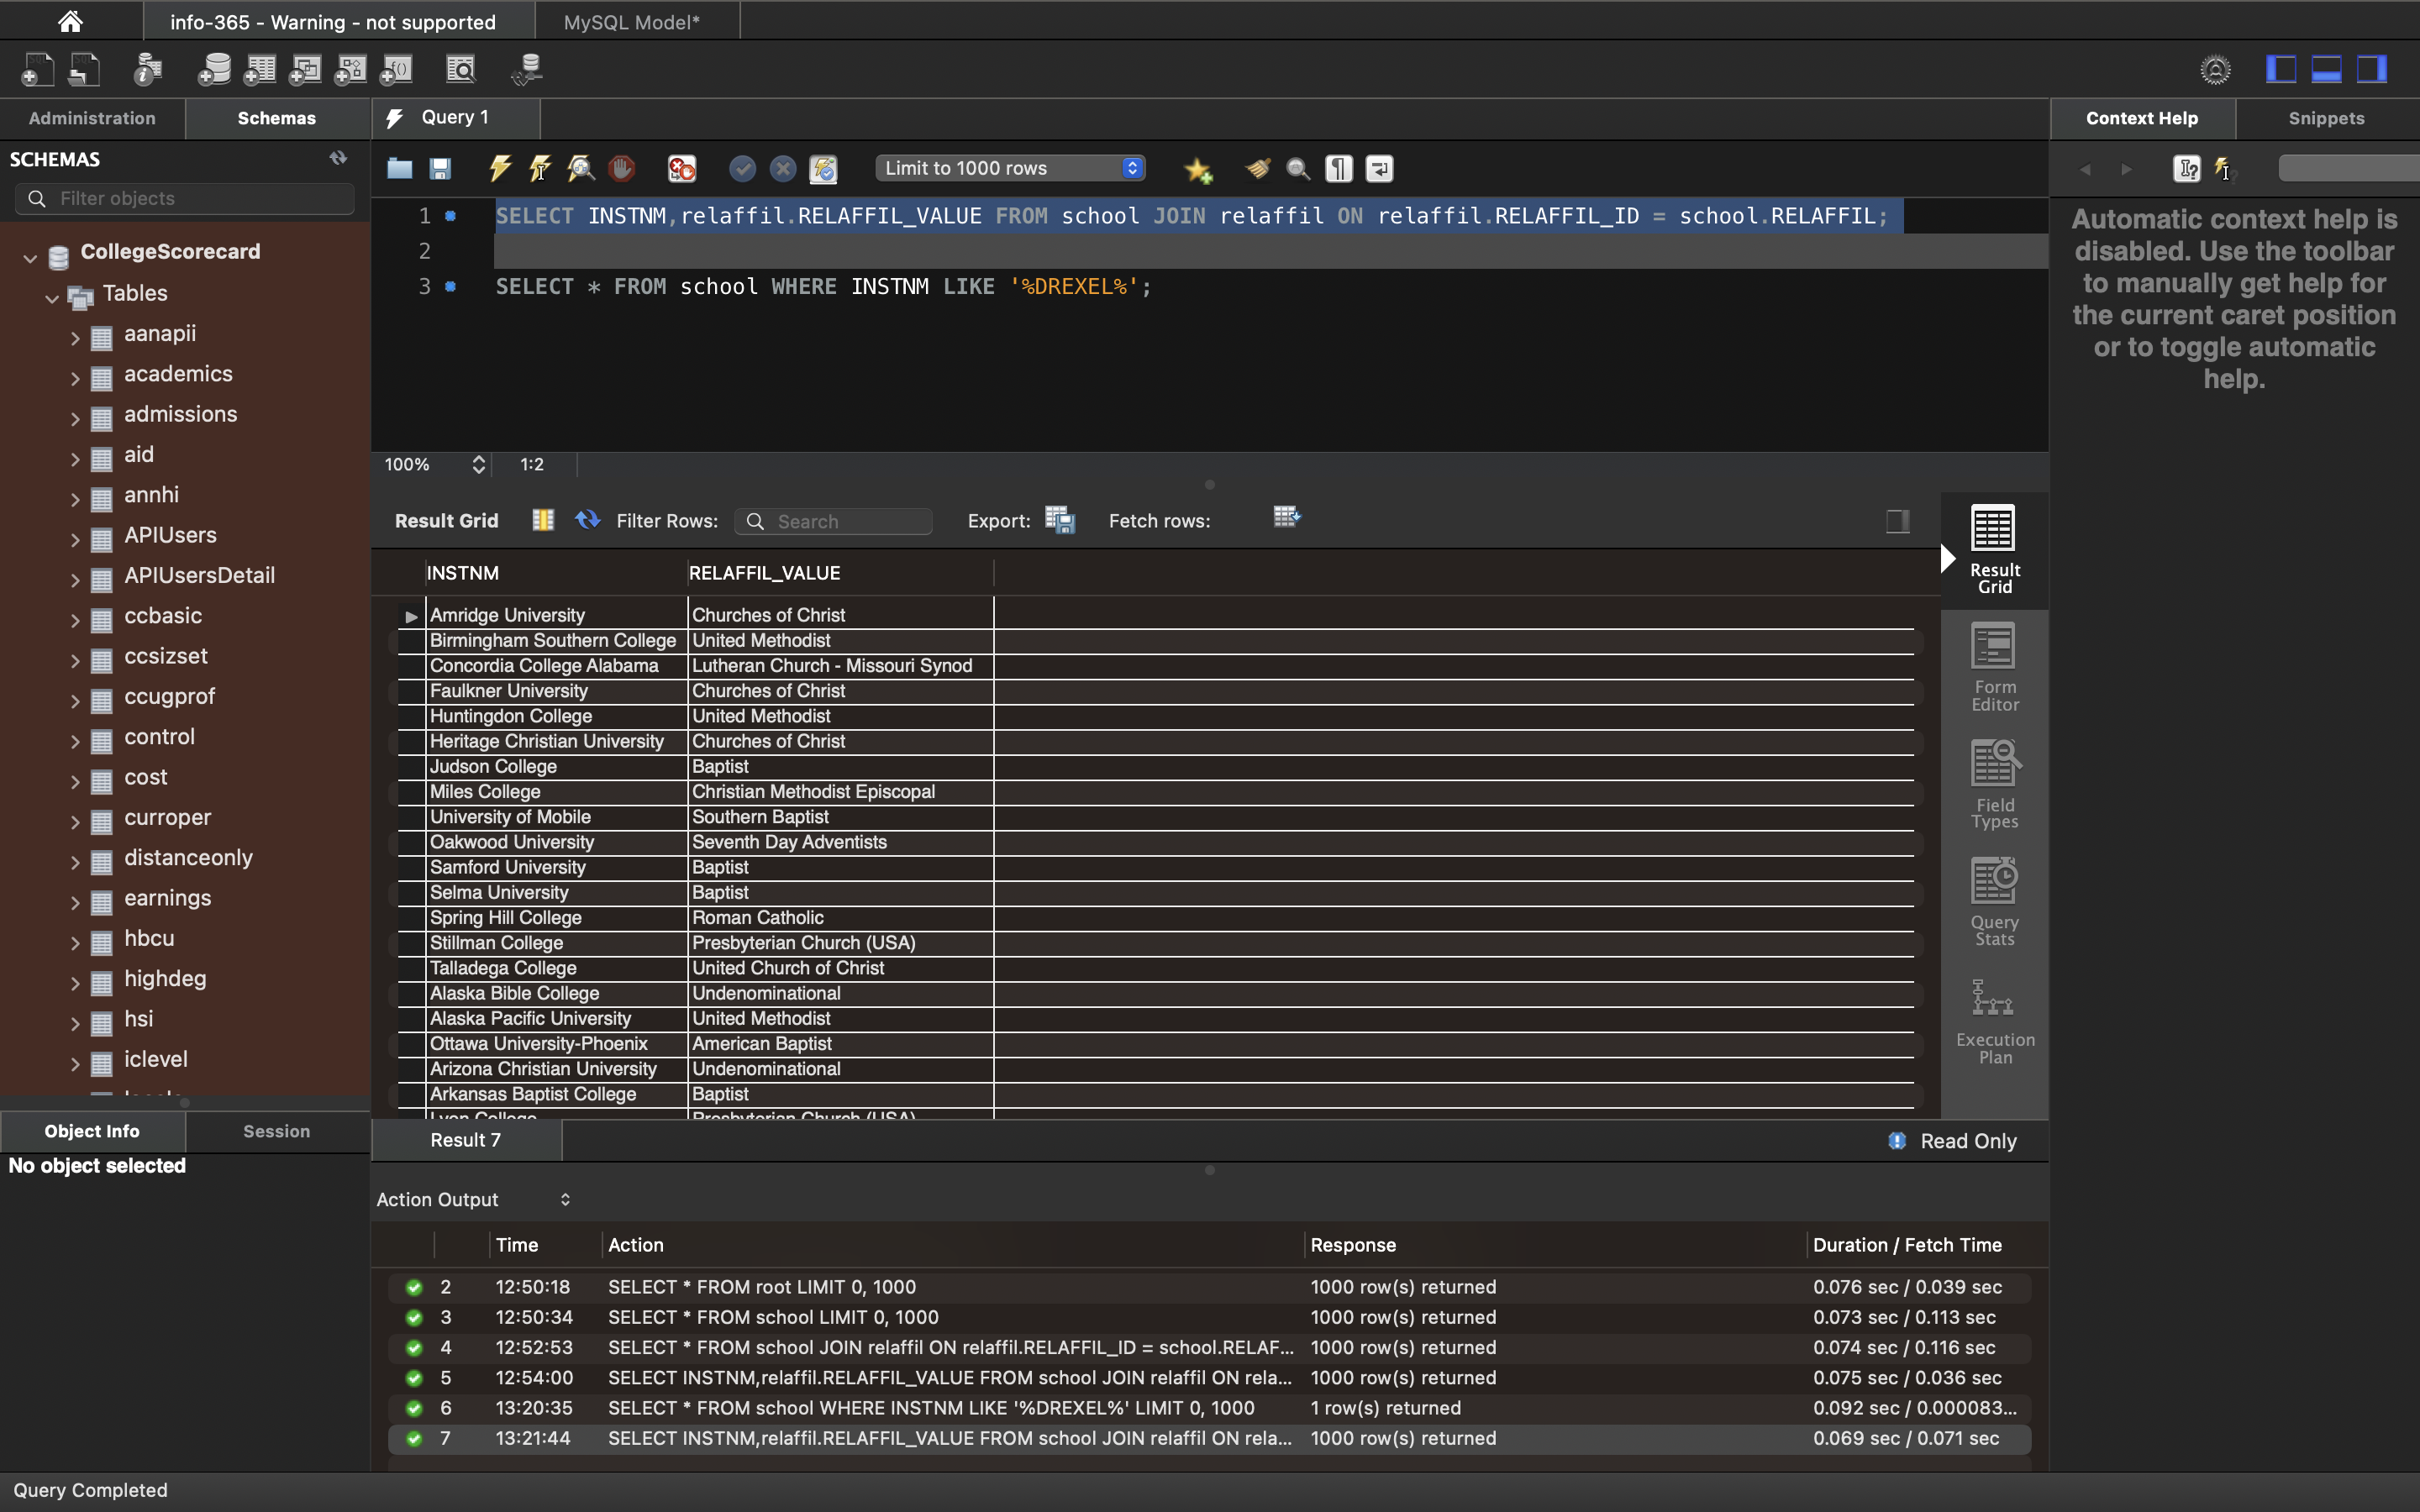 info-365 - Warning - not supported
MySQL Model*
Administration
Schemas
Query 1
Context Help
Snippets
SCHEMAS
Filter objects
Limit to 1000 rows
CollegeScorecard
Tables
aanapii
academics
admissions
aid
annhi
APIUsers
APIUsersDetail
ccbasic
ccsizset
ccugprof
control
cost
curroper
distanceonly
earnings
hbcu
highdeg
hsi
iclevel
1 SELECT INSTNM,relaffil.RELAFFIL_VALUE FROM school JOIN relaffil ON relaffil.RELAFFIL_ID = school.RELAFFIL;
2
3 SELECT * FROM school WHERE INSTNM LIKE '%DREXEL%';
100% 1:2
Automatic context help is
disabled. Use the toolbar
to manually get help for
the current caret position
or to toggle automatic
help.
Result Grid Filter Rows: Search Export: Fetch rows:
INSTNM RELAFFIL_VALUE
Amridge University Churches of Christ
Birmingham Southern College United Methodist
Concordia College Alabama Lutheran Church - Missouri Synod
Faulkner University Churches of Christ
Huntingdon College United Methodist
Heritage Christian University Churches of Christ
Judson College Baptist
Miles College Christian Methodist Episcopal
University of Mobile Southern Baptist
Oakwood University Seventh Day Adventists
Samford University Baptist
Selma University Baptist
Spring Hill College Roman Catholic
Stillman College Presbyterian Church (USA)
Talladega College United Church of Christ
Alaska Bible College Undenominational
Alaska Pacific University United Methodist
Ottawa University-Phoenix American Baptist
Arizona Christian University Undenominational
Arkansas Baptist College Baptist
Lyon College Presbyterian Church (USA)
Result
Grid
Form
Editor
Field
Types
Query
Stats
Execution
Plan
Object Info
Session
No object selected
Result 7
Read Only
Action Output
Time Action Response Duration / Fetch Time
2 12:50:18 SELECT * FROM root LIMIT 0, 1000 1000 row(s) returned 0.076 sec / 0.039 sec
3 12:50:34 SELECT * FROM school LIMIT 0, 1000 1000 row(s) returned 0.073 sec / 0.113 sec
4 12:52:53 SELECT * FROM school JOIN relaffil ON relaffil.RELAFFIL_ID = school.RELAF... 1000 row(s) returned 0.074 sec / 0.116 sec
5 12:54:00 SELECT INSTNM,relaffil.RELAFFIL_VALUE FROM school JOIN relaffil ON rela... 1000 row(s) returned 0.075 sec / 0.036 sec
6 13:20:35 SELECT * FROM school WHERE INSTNM LIKE '%DREXEL%' LIMIT 0, 1000 1 row(s) returned 0.092 sec / 0.000083...
7 13:21:44 SELECT INSTNM,relaffil.RELAFFIL_VALUE FROM school JOIN relaffil ON rela... 1000 row(s) returned 0.069 sec / 0.071 sec
Query Completed